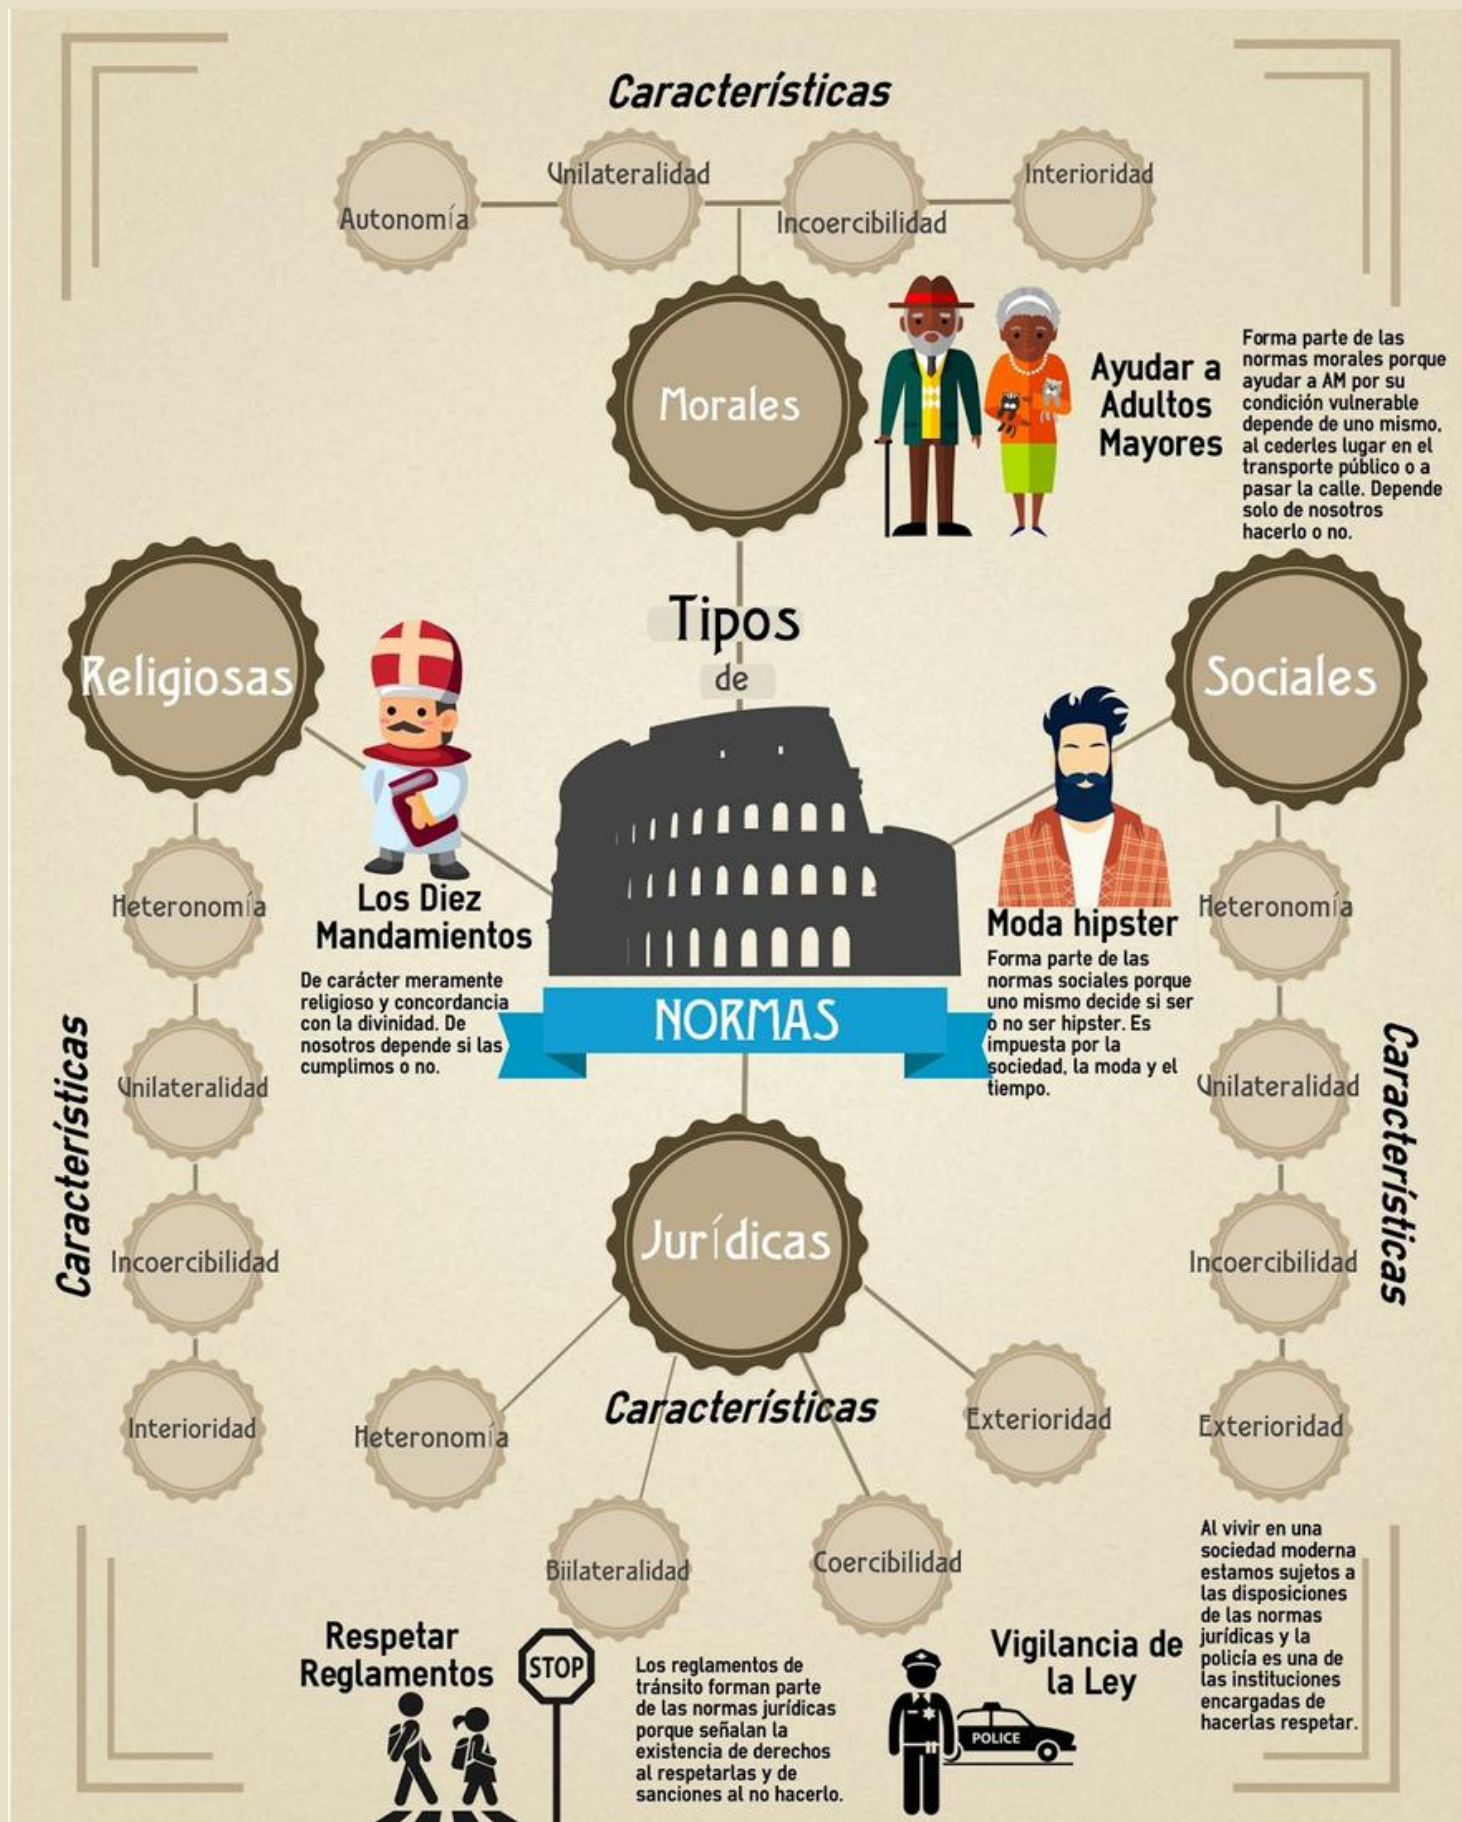 Características
Autonomía
Unilateralidad
Incoercibilidad
Interioridad
Morales
Ayudar a
Adultos
Mayores
Forma parte de las
normas morales porque
ayudar a AM por su
condición vulnerable
depende de uno mismo,
al cederles lugar en el
transporte público o a
pasar la calle. Depende
solo de nosotros
hacerlo o no.
Tipos
de
NORMAS
Religiosas
Los Diez
Mandamientos
De carácter meramente
religioso y concordancia
con la divinidad. De
nosotros depende si las
cumplimos o no.
Características
Heteronomía
Unilateralidad
Incoercibilidad
Interioridad
Sociales
Moda hipster
Forma parte de las
normas sociales porque
uno mismo decide si ser
o no ser hipster. Es
impuesta por la
sociedad, la moda y el
tiempo.
Características
Heteronomía
Unilateralidad
Incoercibilidad
Exterioridad
Jurídicas
Características
Heteronomía
Biilateralidad
Coercibilidad
Exterioridad
Respetar
Reglamentos
STOP
Los reglamentos de
tránsito forman parte
de las normas jurídicas
porque señalan la
existencia de derechos
al respetarlas y de
sanciones al no hacerlo.
POLICE
Vigilancia de
la Ley
Al vivir en una
sociedad moderna
estamos sujetos a
las disposiciones
de las normas
jurídicas y la
policía es una de
las instituciones
encargadas de
hacerlas respetar.